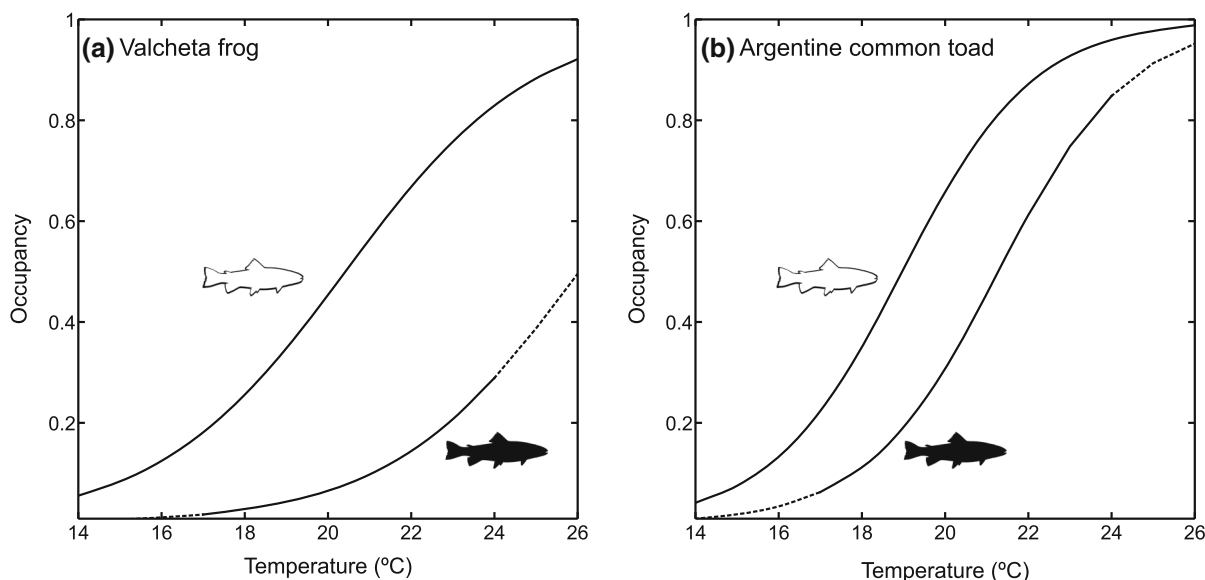 (a) Valcheta frog
1
0.8
0.6
0.4
0.2
Occupancy
14 16 18 20 22 24 26
Temperature (ºC)
(b) Argentine common toad
1
0.8
0.6
0.4
0.2
Occupancy
14 16 18 20 22 24 26
Temperature (ºC)